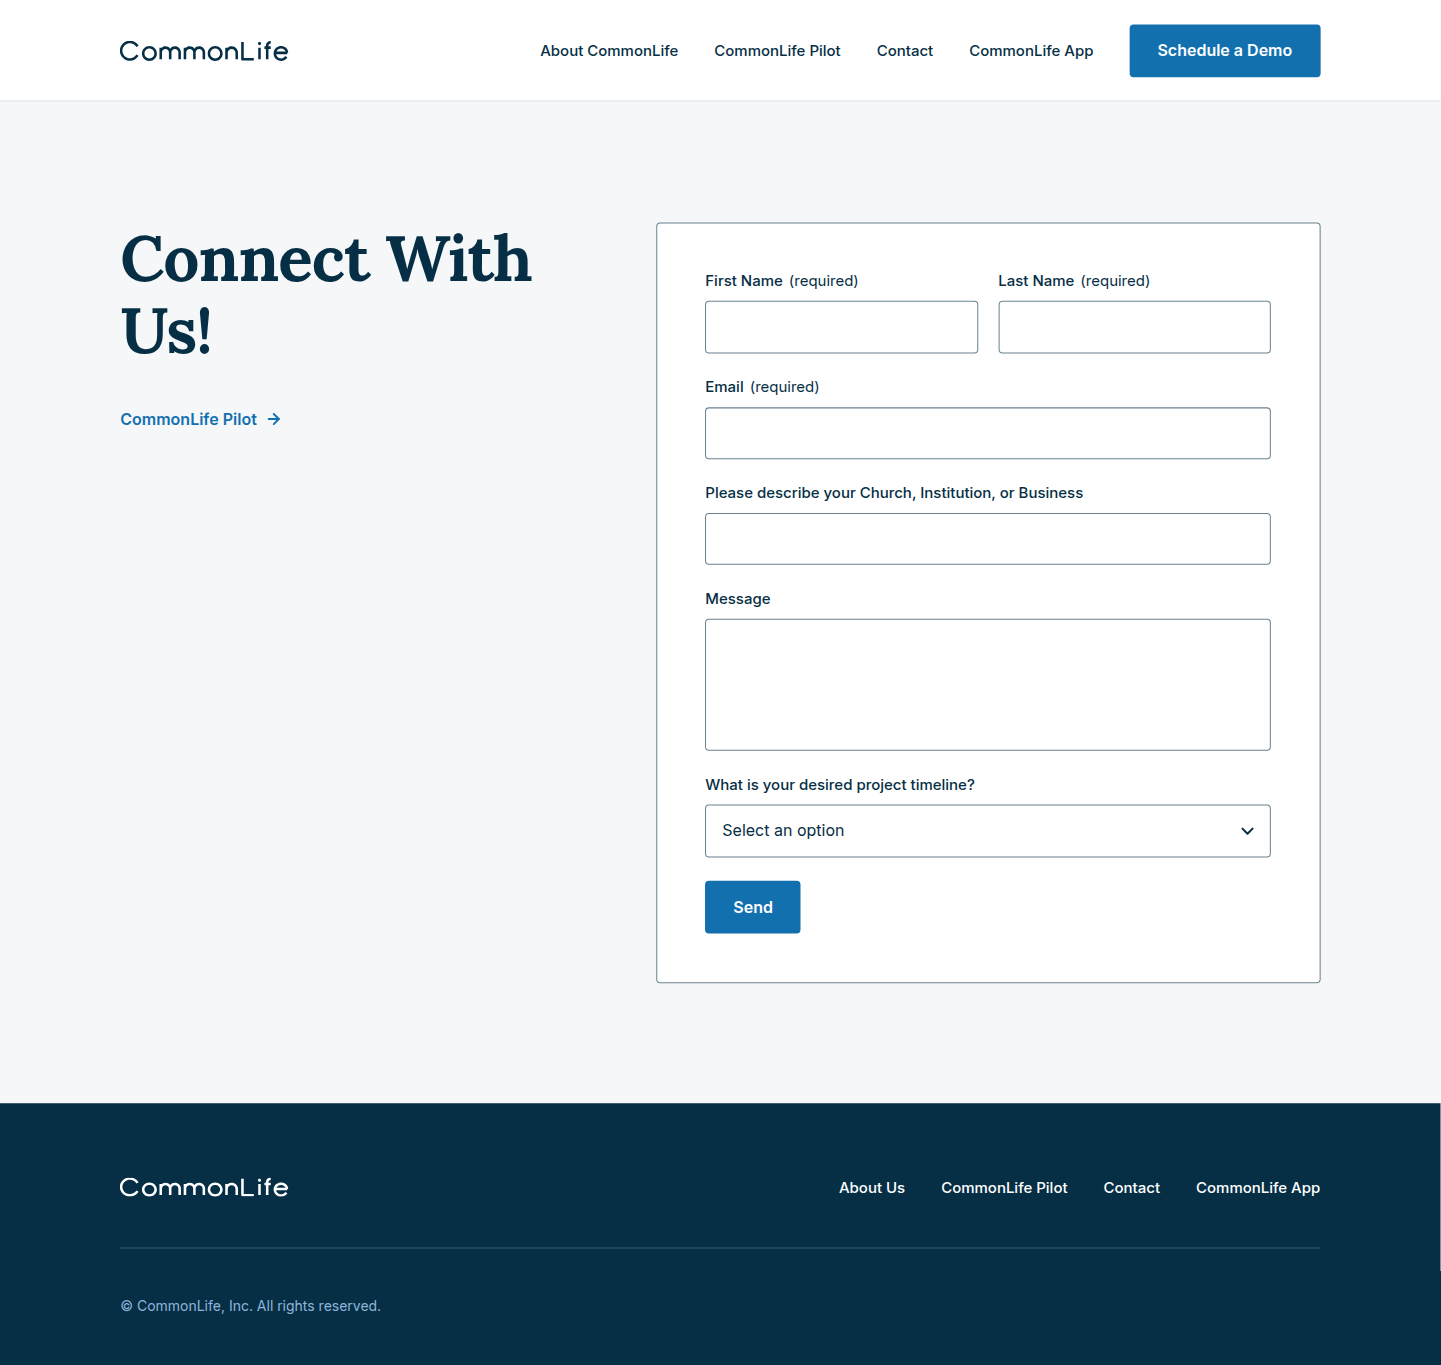 CommonLife
About CommonLife
CommonLife Pilot
Contact
CommonLife App
Schedule a Demo
Connect With
Us!
CommonLife Pilot
First Name (required)
Last Name (required)
Email (required)
Please describe your Church, Institution, or Business
Message
What is your desired project timeline?
Select an option
Send
CommonLife
About Us
CommonLife Pilot
Contact
CommonLife App
© CommonLife, Inc. All rights reserved.